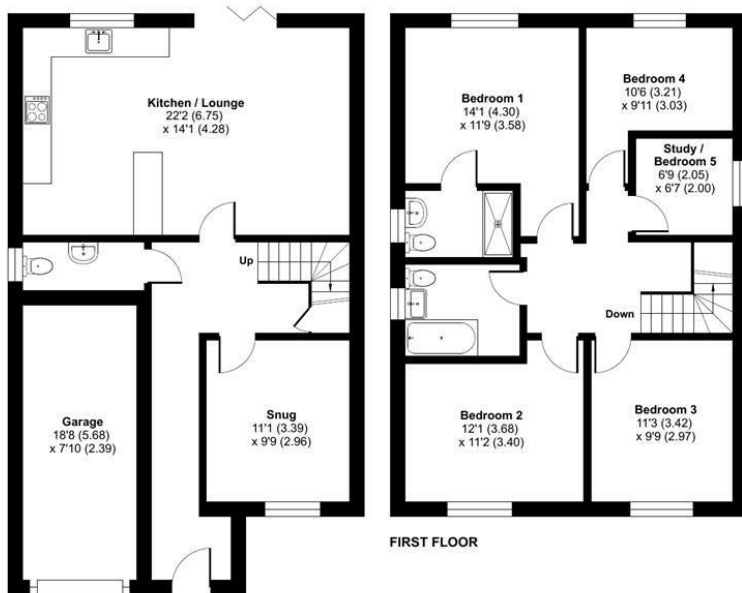 Kitchen / Lounge
22'2 (6.75)
x 14'1 (4.28)
Up
Garage
18'8 (5.68)
x 7'10 (2.39)
Snug
11'1 (3.39)
x 9'9 (2.96)
Bedroom 1
14'1 (4.30)
x 11'9 (3.58)
Bedroom 4
10'6 (3.21)
x 9'11 (3.03)
Study /
Bedroom 5
6'9 (2.05)
x 6'7 (2.00)
Down
Bedroom 2
12'1 (3.68)
x 11'2 (3.40)
Bedroom 3
11'3 (3.42)
x 9'9 (2.97)
FIRST FLOOR